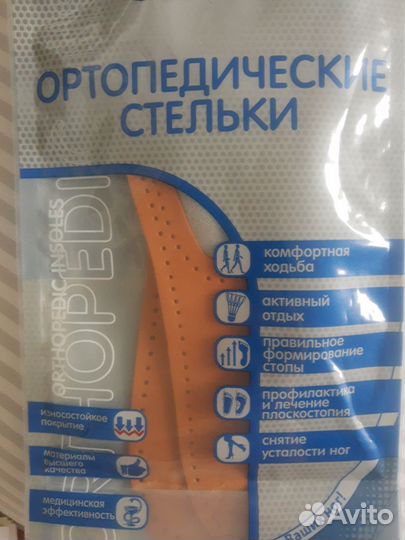 ОРТОПЕДИЧЕСКИЕ
СТЕЛЬКИ
ORTHOPEDIC INSOLES
комфортная
ходьба
активный
отдых
правильное
формирование
стопы
профилактика
и лечение
плоскостопия
снятие
усталости ног
износостойкое
покрытие
материалы
высшего
качества
медицинская
эффективность
Avito